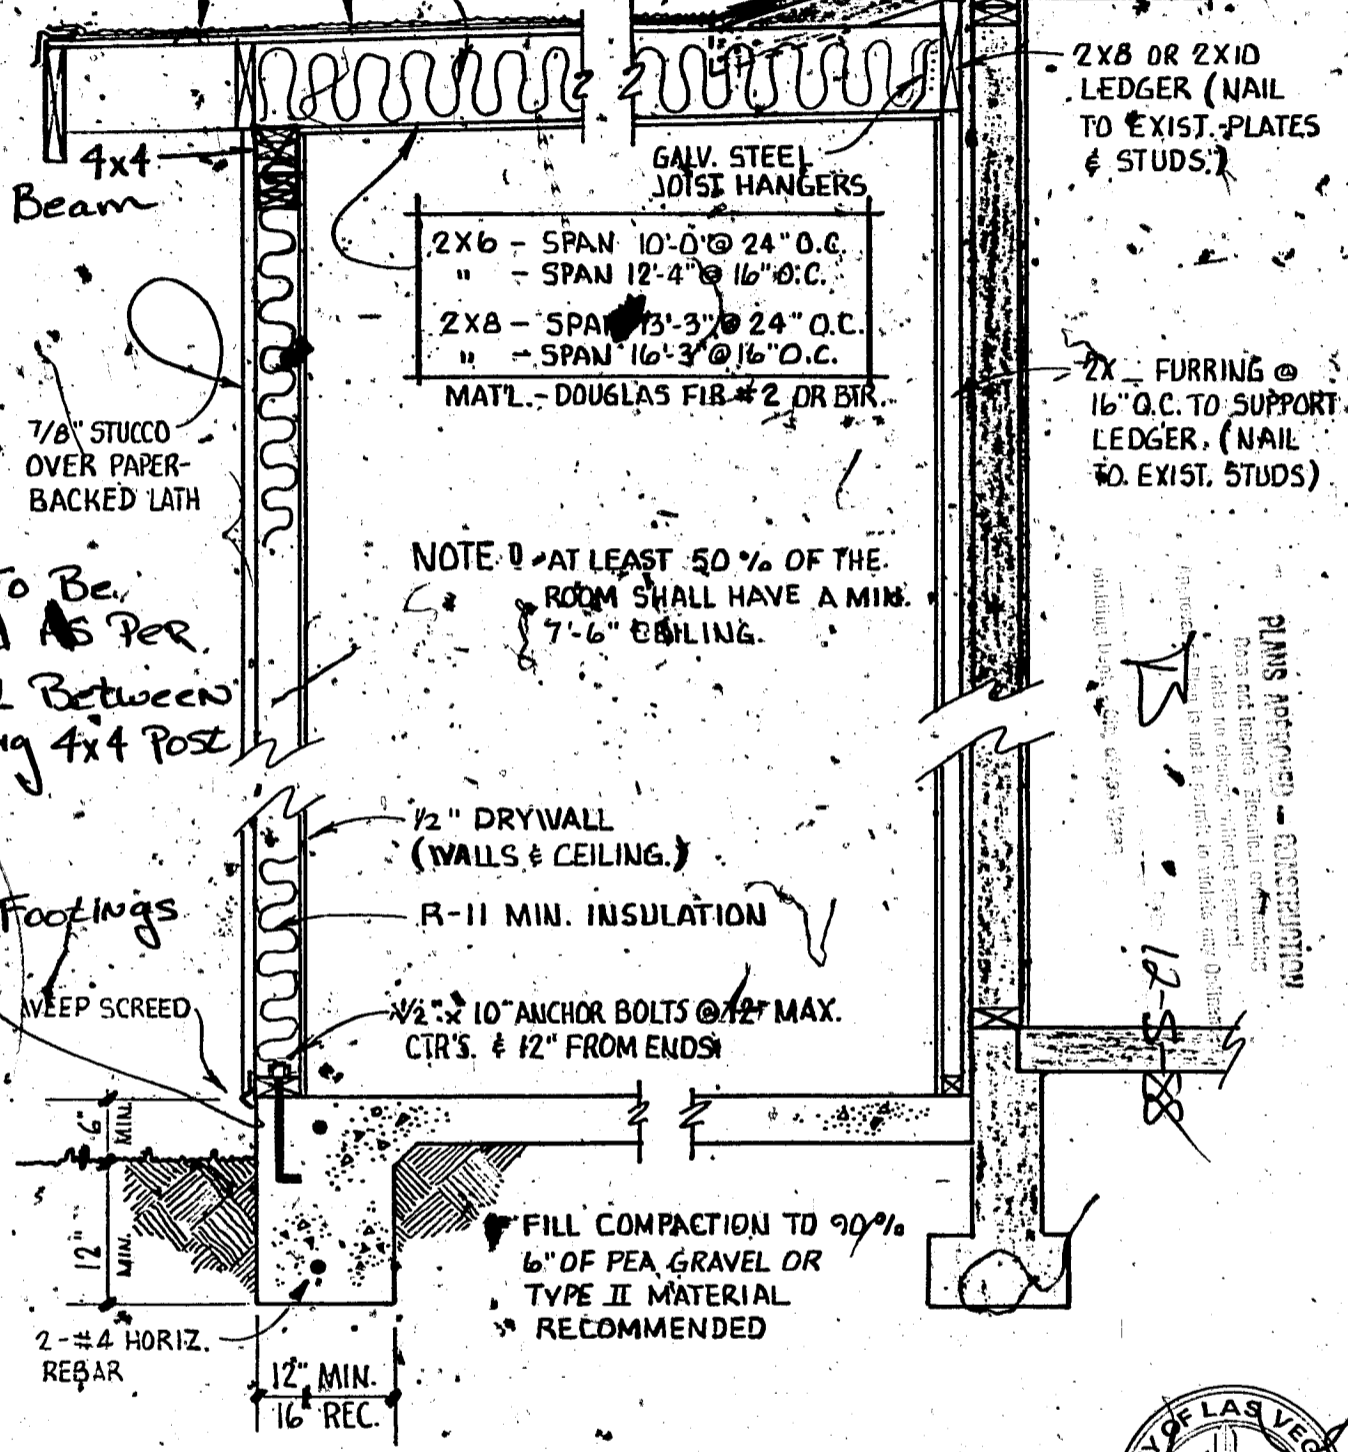 2X8 OR 2X10
LEDGER (NAIL
TO EXIST. PLATES
& STUDS.)
4x4
Beam
GALV. STEEL
JOIST HANGERS
2X6 - SPAN 10'-0" @ 24" O.C.
" - SPAN 12'-4" @ 16" O.C.
2X8 - SPAN 13'-3" @ 24" O.C.
" - SPAN 16'-3" @ 16" O.C.
MAT'L. - DOUGLAS FIR #2 OR BTR.
2X _ FURRING @
16" O.C. TO SUPPORT
LEDGER. (NAIL
TO EXIST. STUDS)
7/8" STUCCO
OVER PAPER-
BACKED LATH
NOTE AT LEAST 50% OF THE
ROOM SHALL HAVE A MIN.
7'-6" CEILING.
To Be
AS PER
Between
4x4 Post
PLANS APPROVED - CONSTRUCTION
1/2" DRYWALL
(WALLS & CEILING.)
R-11 MIN. INSULATION
Footings
WEEP SCREED
1/2" x 10" ANCHOR BOLTS @ MAX.
CTR'S. & 12" FROM ENDS
6" MIN.
12" MIN.
FILL COMPACTION TO 90%
6" OF PEA GRAVEL OR
TYPE II MATERIAL
RECOMMENDED
2-#4 HORIZ.
REBAR
12" MIN.
16" REC.
OF LAS VEG